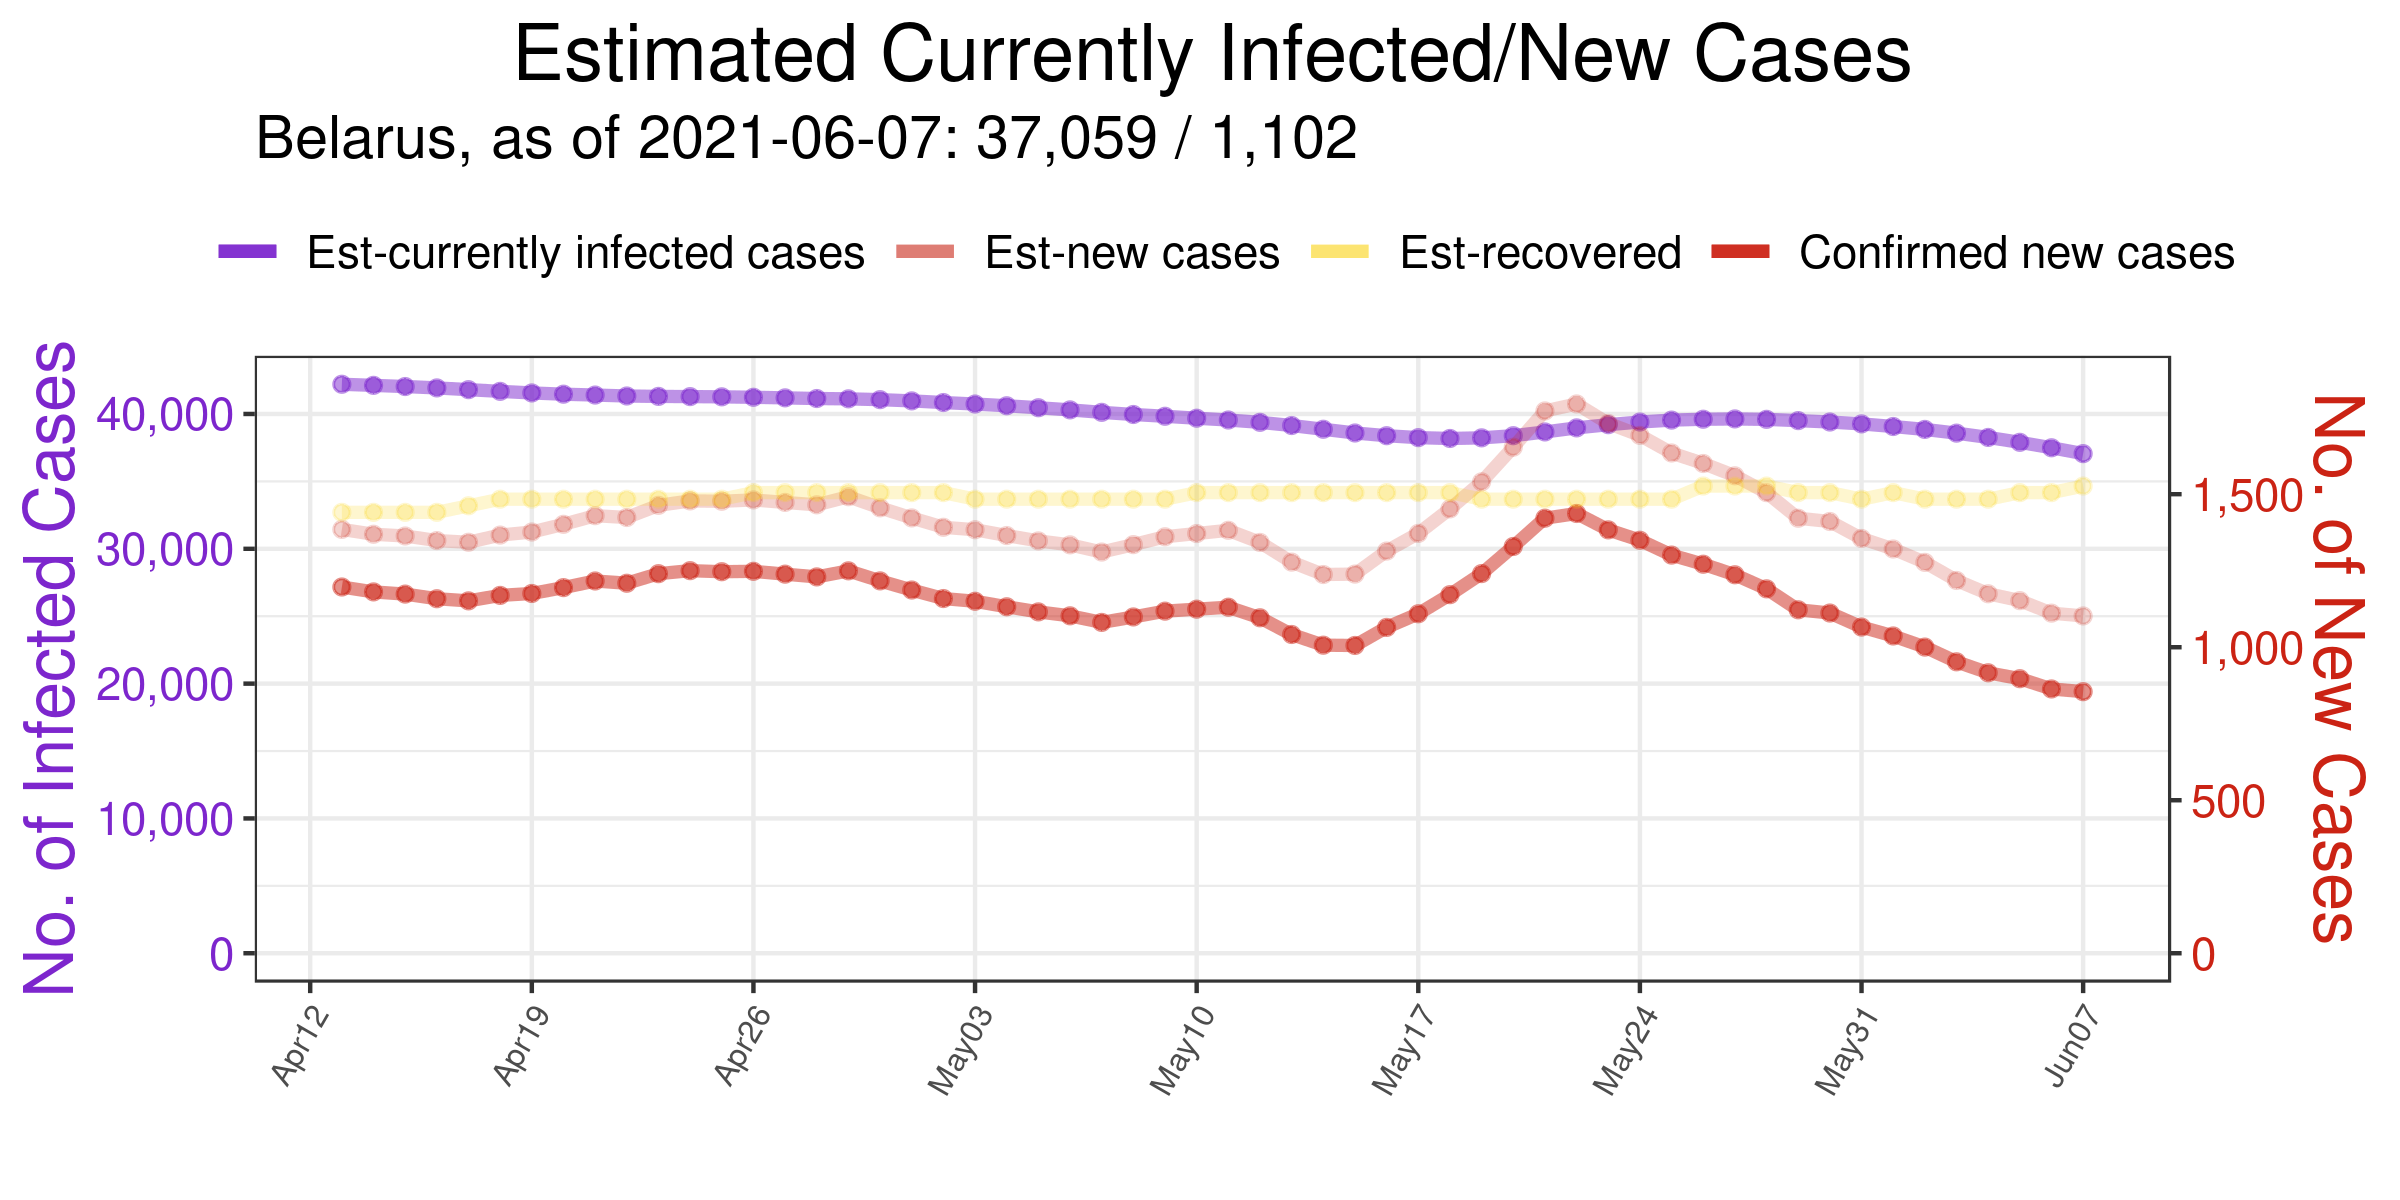 Estimated Currently Infected/New Cases
Belarus, as of 2021-06-07: 37,059 / 1,102
Est-currently infected cases Est-new cases Est-recovered Confirmed new cases
No. of Infected Cases
40,000
30,000
20,000
10,000
0
1,500
1,000
500
0
No. of New Cases
Apr12 Apr19 Apr26 May03 May10 May17 May24 May31 Jun07